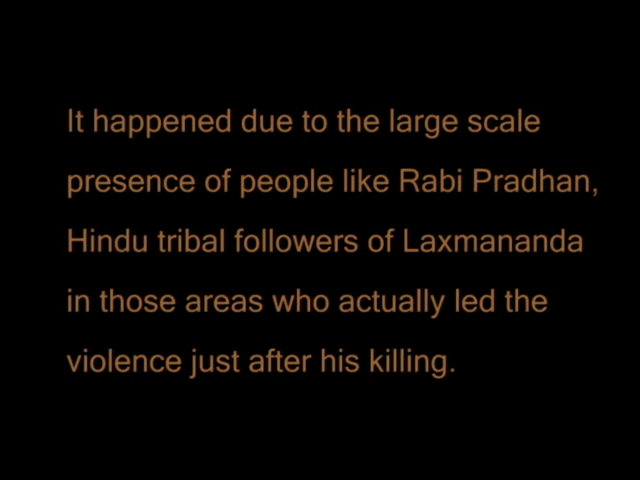 It happened due to the large scale
presence of people like Rabi Pradhan,
Hindu tribal followers of Laxmananda
in those areas who actually led the
violence just after his killing.